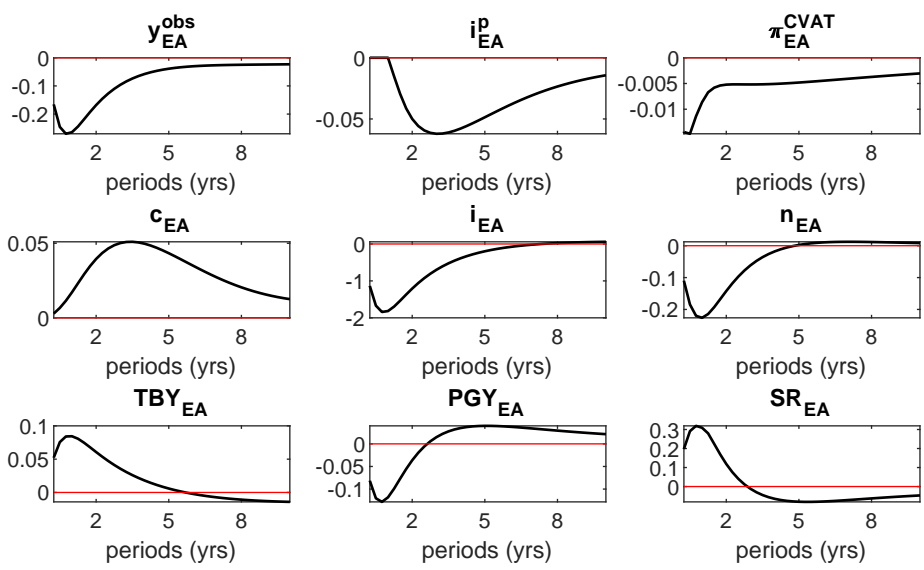 y_EA^obs
0
-0.1
-0.2
2 5 8
periods (yrs)
i_EA^p
0
-0.05
2 5 8
periods (yrs)
π_EA^CVAT
0
-0.005
-0.01
2 5 8
periods (yrs)
c_EA
0.05
0
2 5 8
periods (yrs)
i_EA
0
-1
-2
2 5 8
periods (yrs)
n_EA
0
-0.1
-0.2
2 5 8
periods (yrs)
TBY_EA
0.1
0.05
0
2 5 8
periods (yrs)
PGY_EA
0
-0.05
-0.1
2 5 8
periods (yrs)
SR_EA
0.3
0.2
0.1
0
2 5 8
periods (yrs)